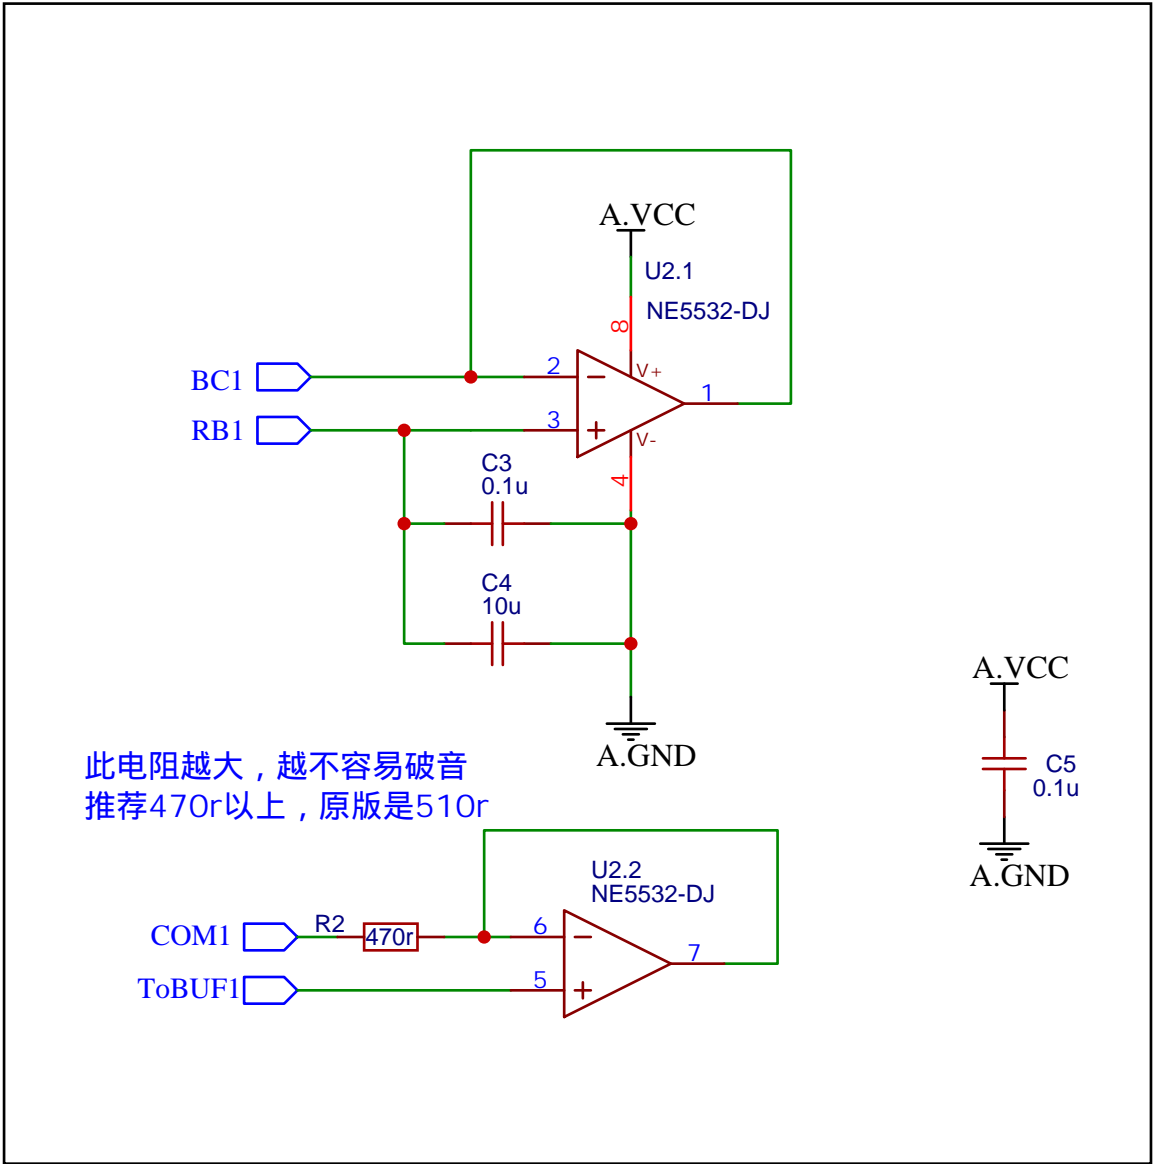 A.VCC
U2.1
NE5532-DJ
8
BC1
2
V+
1
RB1
3
V-
4
C3
0.1u
C4
10u
A.GND
A.VCC
C5
0.1u
A.GND
此电阻越大，越不容易破音
推荐470r以上，原版是510r
U2.2
NE5532-DJ
COM1
R2
470r
6
7
ToBUF1
5